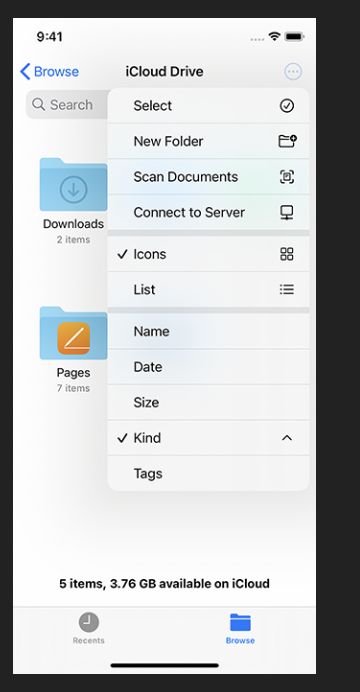 9:41
Browse
iCloud Drive
Search
Select
New Folder
Scan Documents
Connect to Server
Icons
List
Name
Date
Size
Kind
Tags
Downloads
2 items
Pages
7 items
5 items, 3.76 GB available on iCloud
Recents
Browse